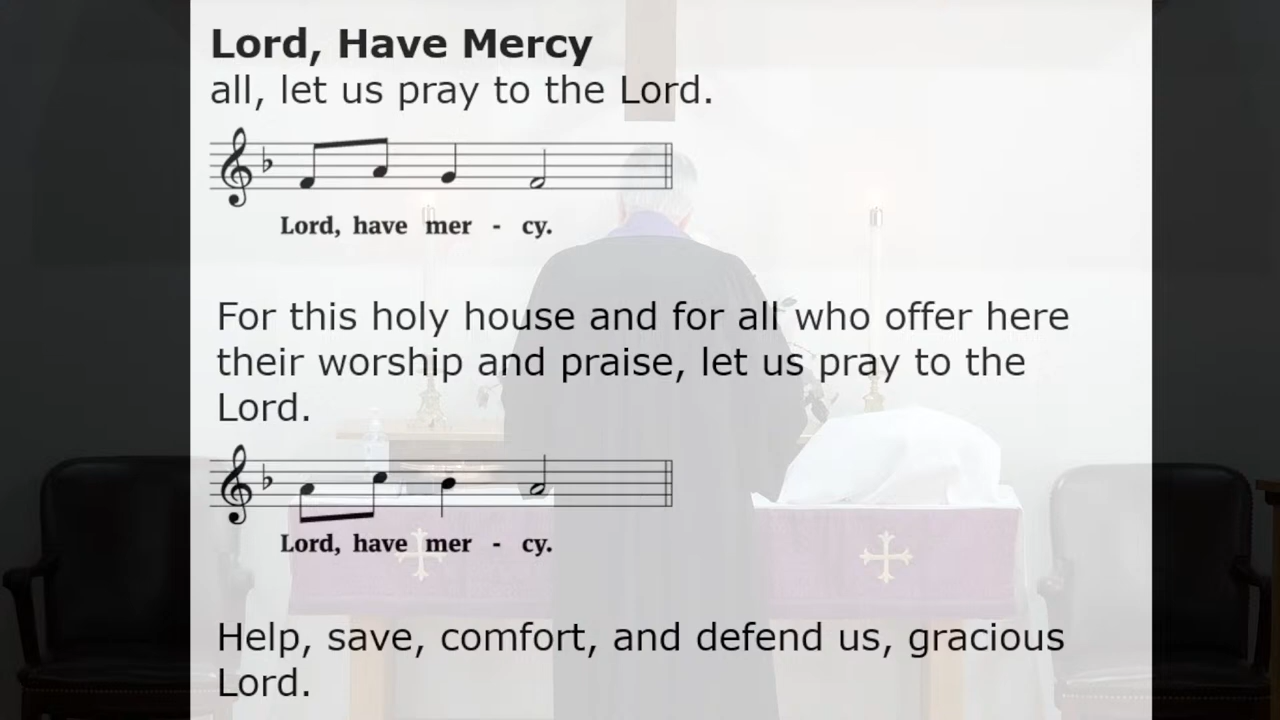 Lord, Have Mercy
all, let us pray to the Lord.
Lord, have mer - cy.
For this holy house and for all who offer here
their worship and praise, let us pray to the
Lord.
Lord, have mer - cy.
Help, save, comfort, and defend us, gracious
Lord.